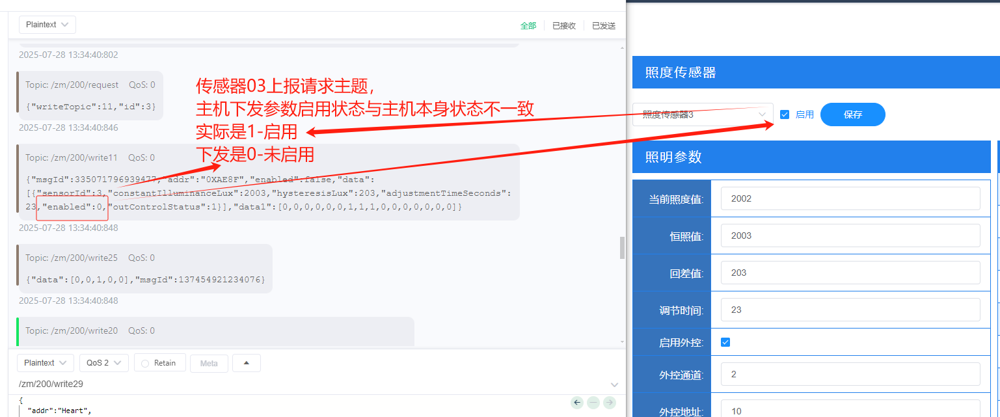 Plaintext
全部
已接收
已发送
2025-07-28 13:34:40:802
Topic: /zm/200/request QoS: 0
{"writeTopic":11,"id":3}
2025-07-28 13:34:40:846
Topic: /zm/200/write11 QoS: 0
{"msgId":335071796939477,"addr":"0XAE8F","enabled":false,"data":
[{"sensorId":3,"constantIlluminanceLux":2003,"hysteresisLux":203,"adjustmentTimeSeconds":
23,"enabled":0,"outControlStatus":1}],"data1":[0,0,0,0,0,0,1,1,1,0,0,0,0,0,0,0]}
2025-07-28 13:34:40:848
Topic: /zm/200/write25 QoS: 0
{"data":[0,0,1,0,0],"msgId":137454921234076}
2025-07-28 13:34:40:848
Topic: /zm/200/write20 QoS: 0
传感器03上报请求主题，
主机下发参数启用状态与主机本身状态不一致
实际是1-启用
下发是0-未启用
Plaintext
QoS 2
Retain
Meta
/zm/200/write29
{
"addr":"Heart",
照度传感器
照度传感器3
启用
保存
照明参数
当前照度值: 2002
恒照值: 2003
回差值: 203
调节时间: 23
启用外控:
外控通道: 2
外控地址: 10